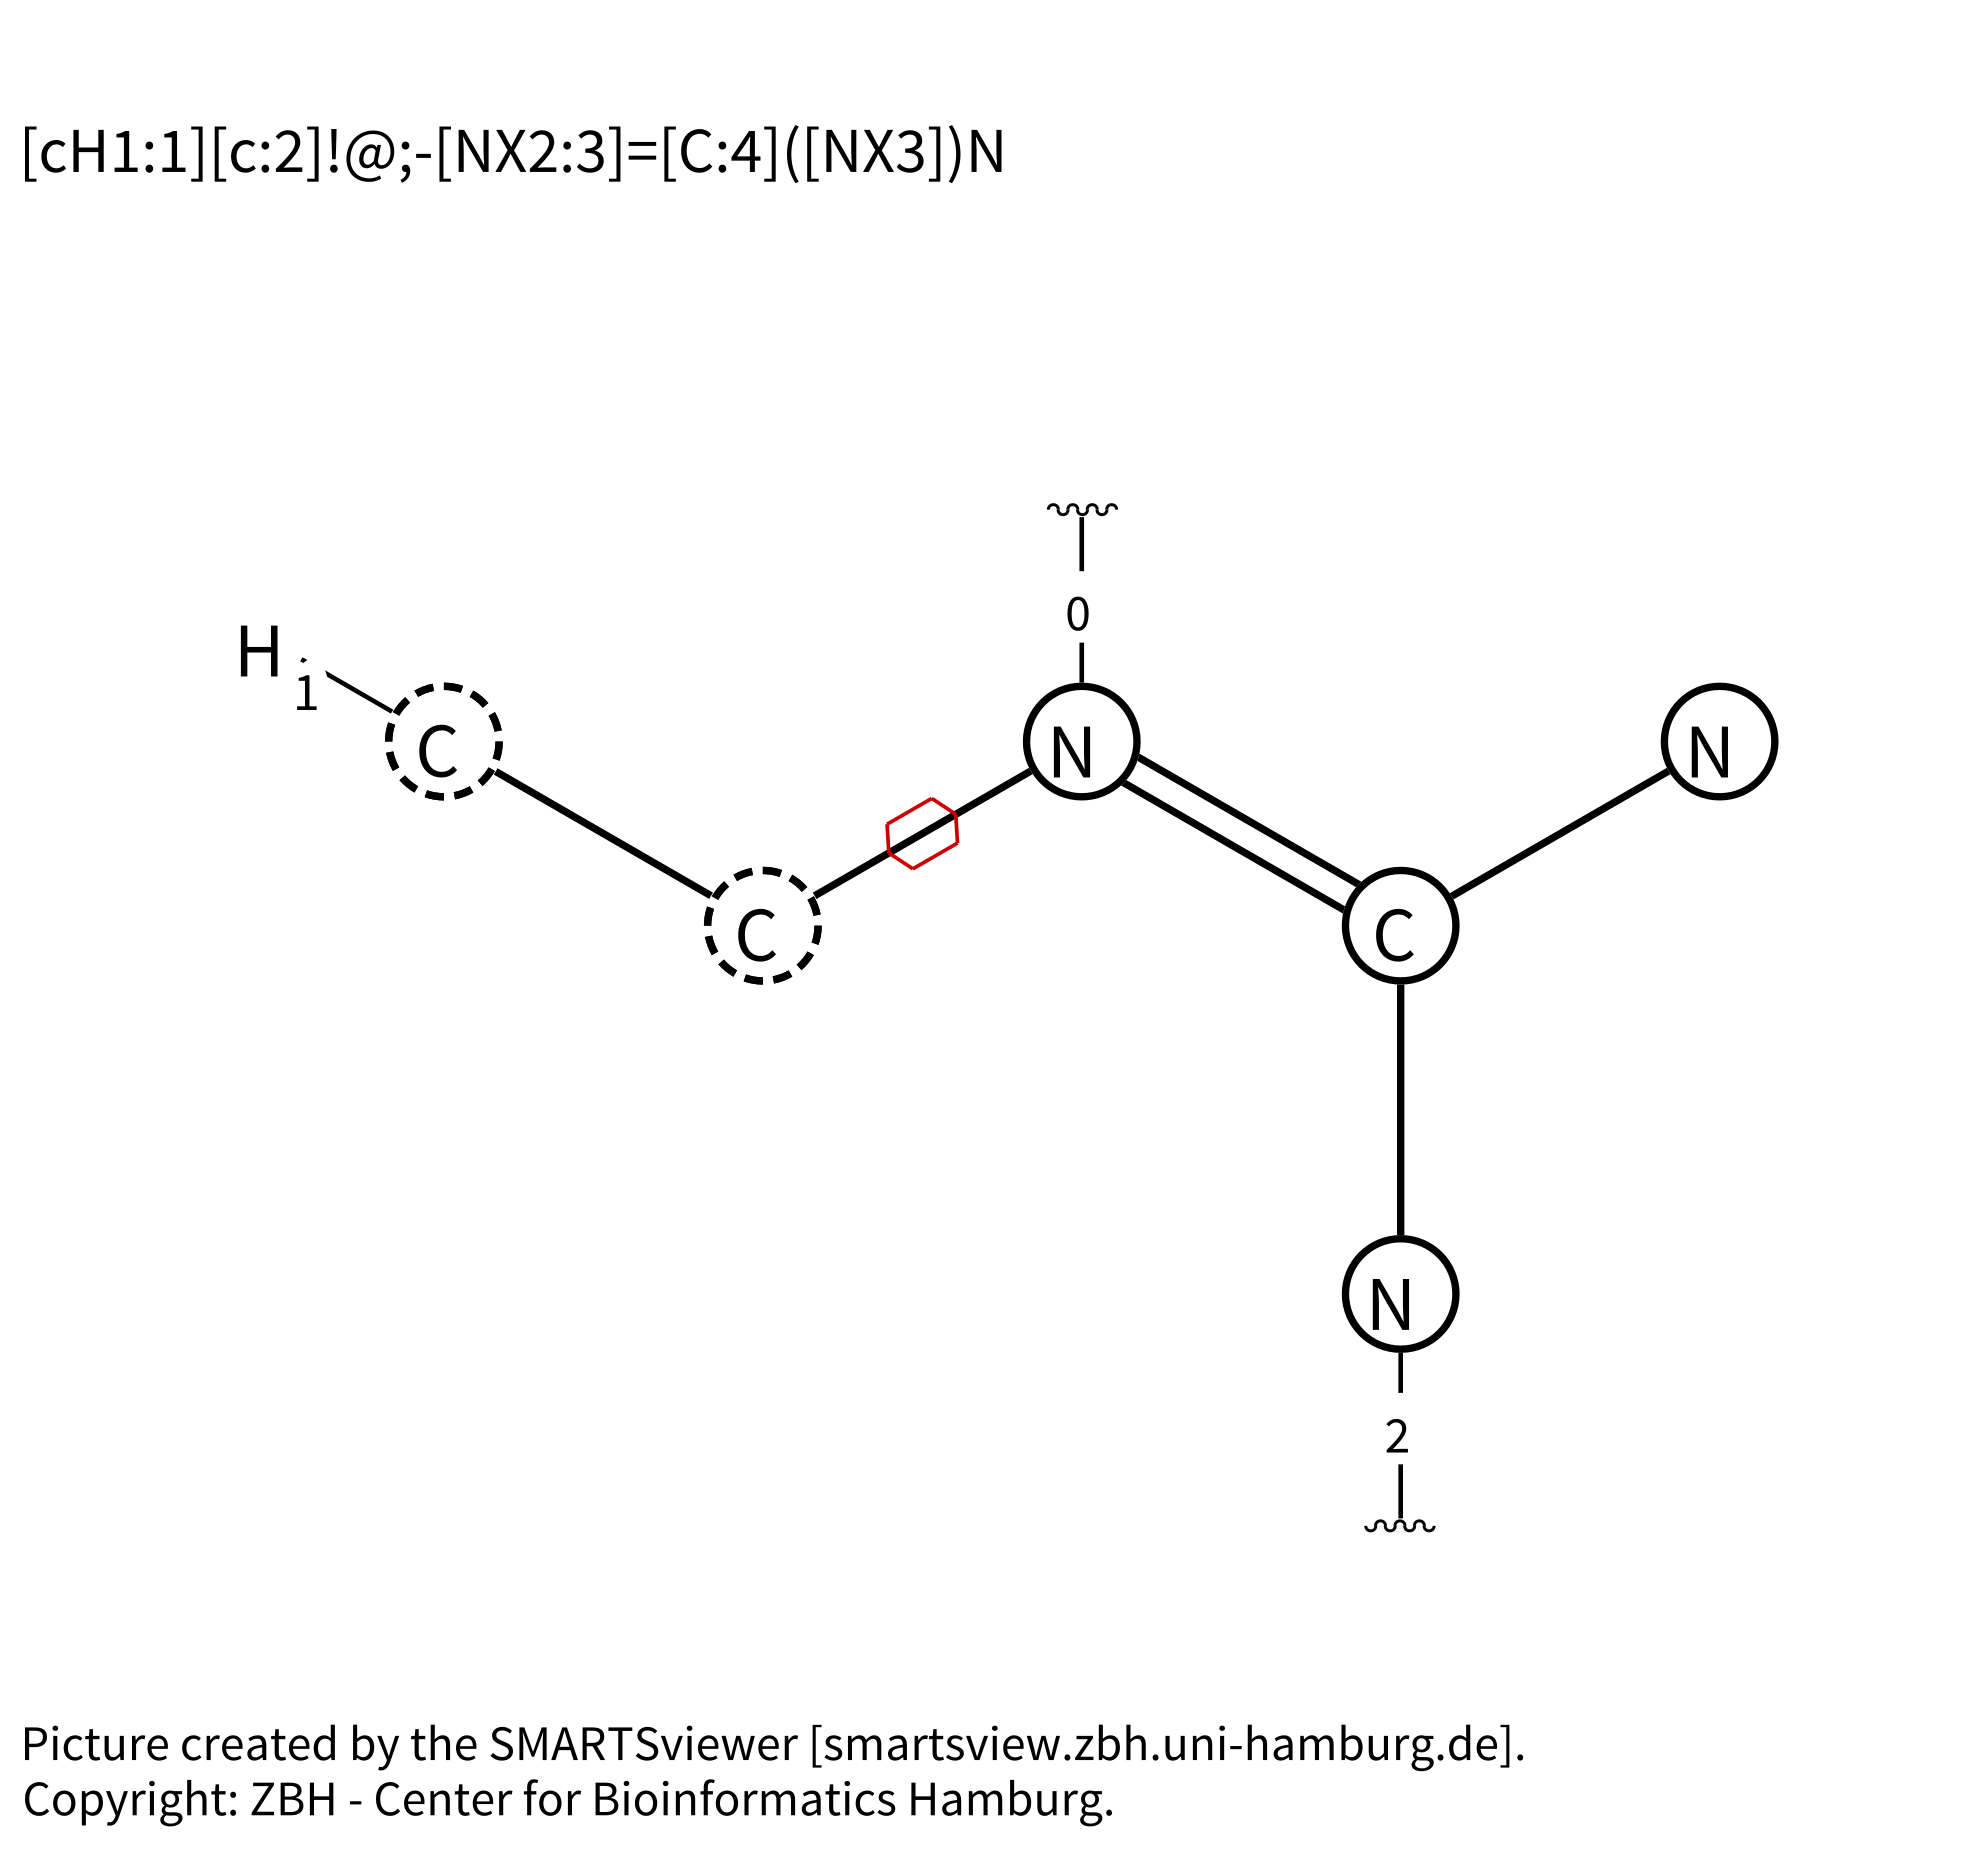 [cH1:1][c:2]!@;-[NX2:3]=[C:4]([NX3])N
0
H
1
C
N
N
C
C
N
2
Picture created by the SMARTSviewer [smartsview.zbh.uni-hamburg.de].
Copyright: ZBH - Center for Bioinformatics Hamburg.